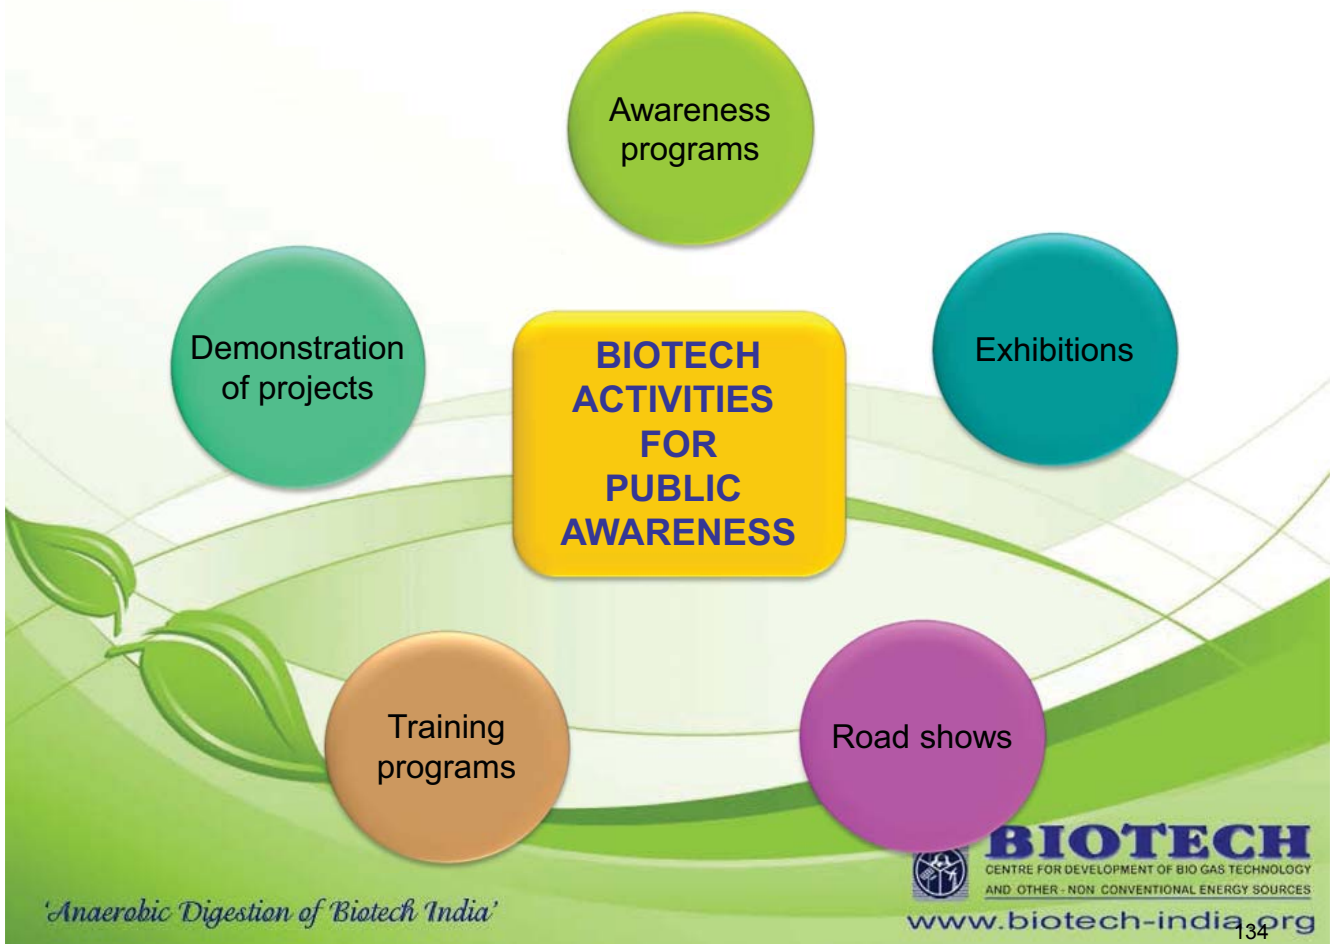 Awareness
programs
Demonstration
of projects
BIOTECH
ACTIVITIES
FOR
PUBLIC
AWARENESS
Exhibitions
Training
programs
Road shows
BIOTECH
CENTRE FOR DEVELOPMENT OF BIO GAS TECHNOLOGY
AND OTHER - NON CONVENTIONAL ENERGY SOURCES
'Anaerobic Digestion of Biotech India'
www.biotech-india.org
134